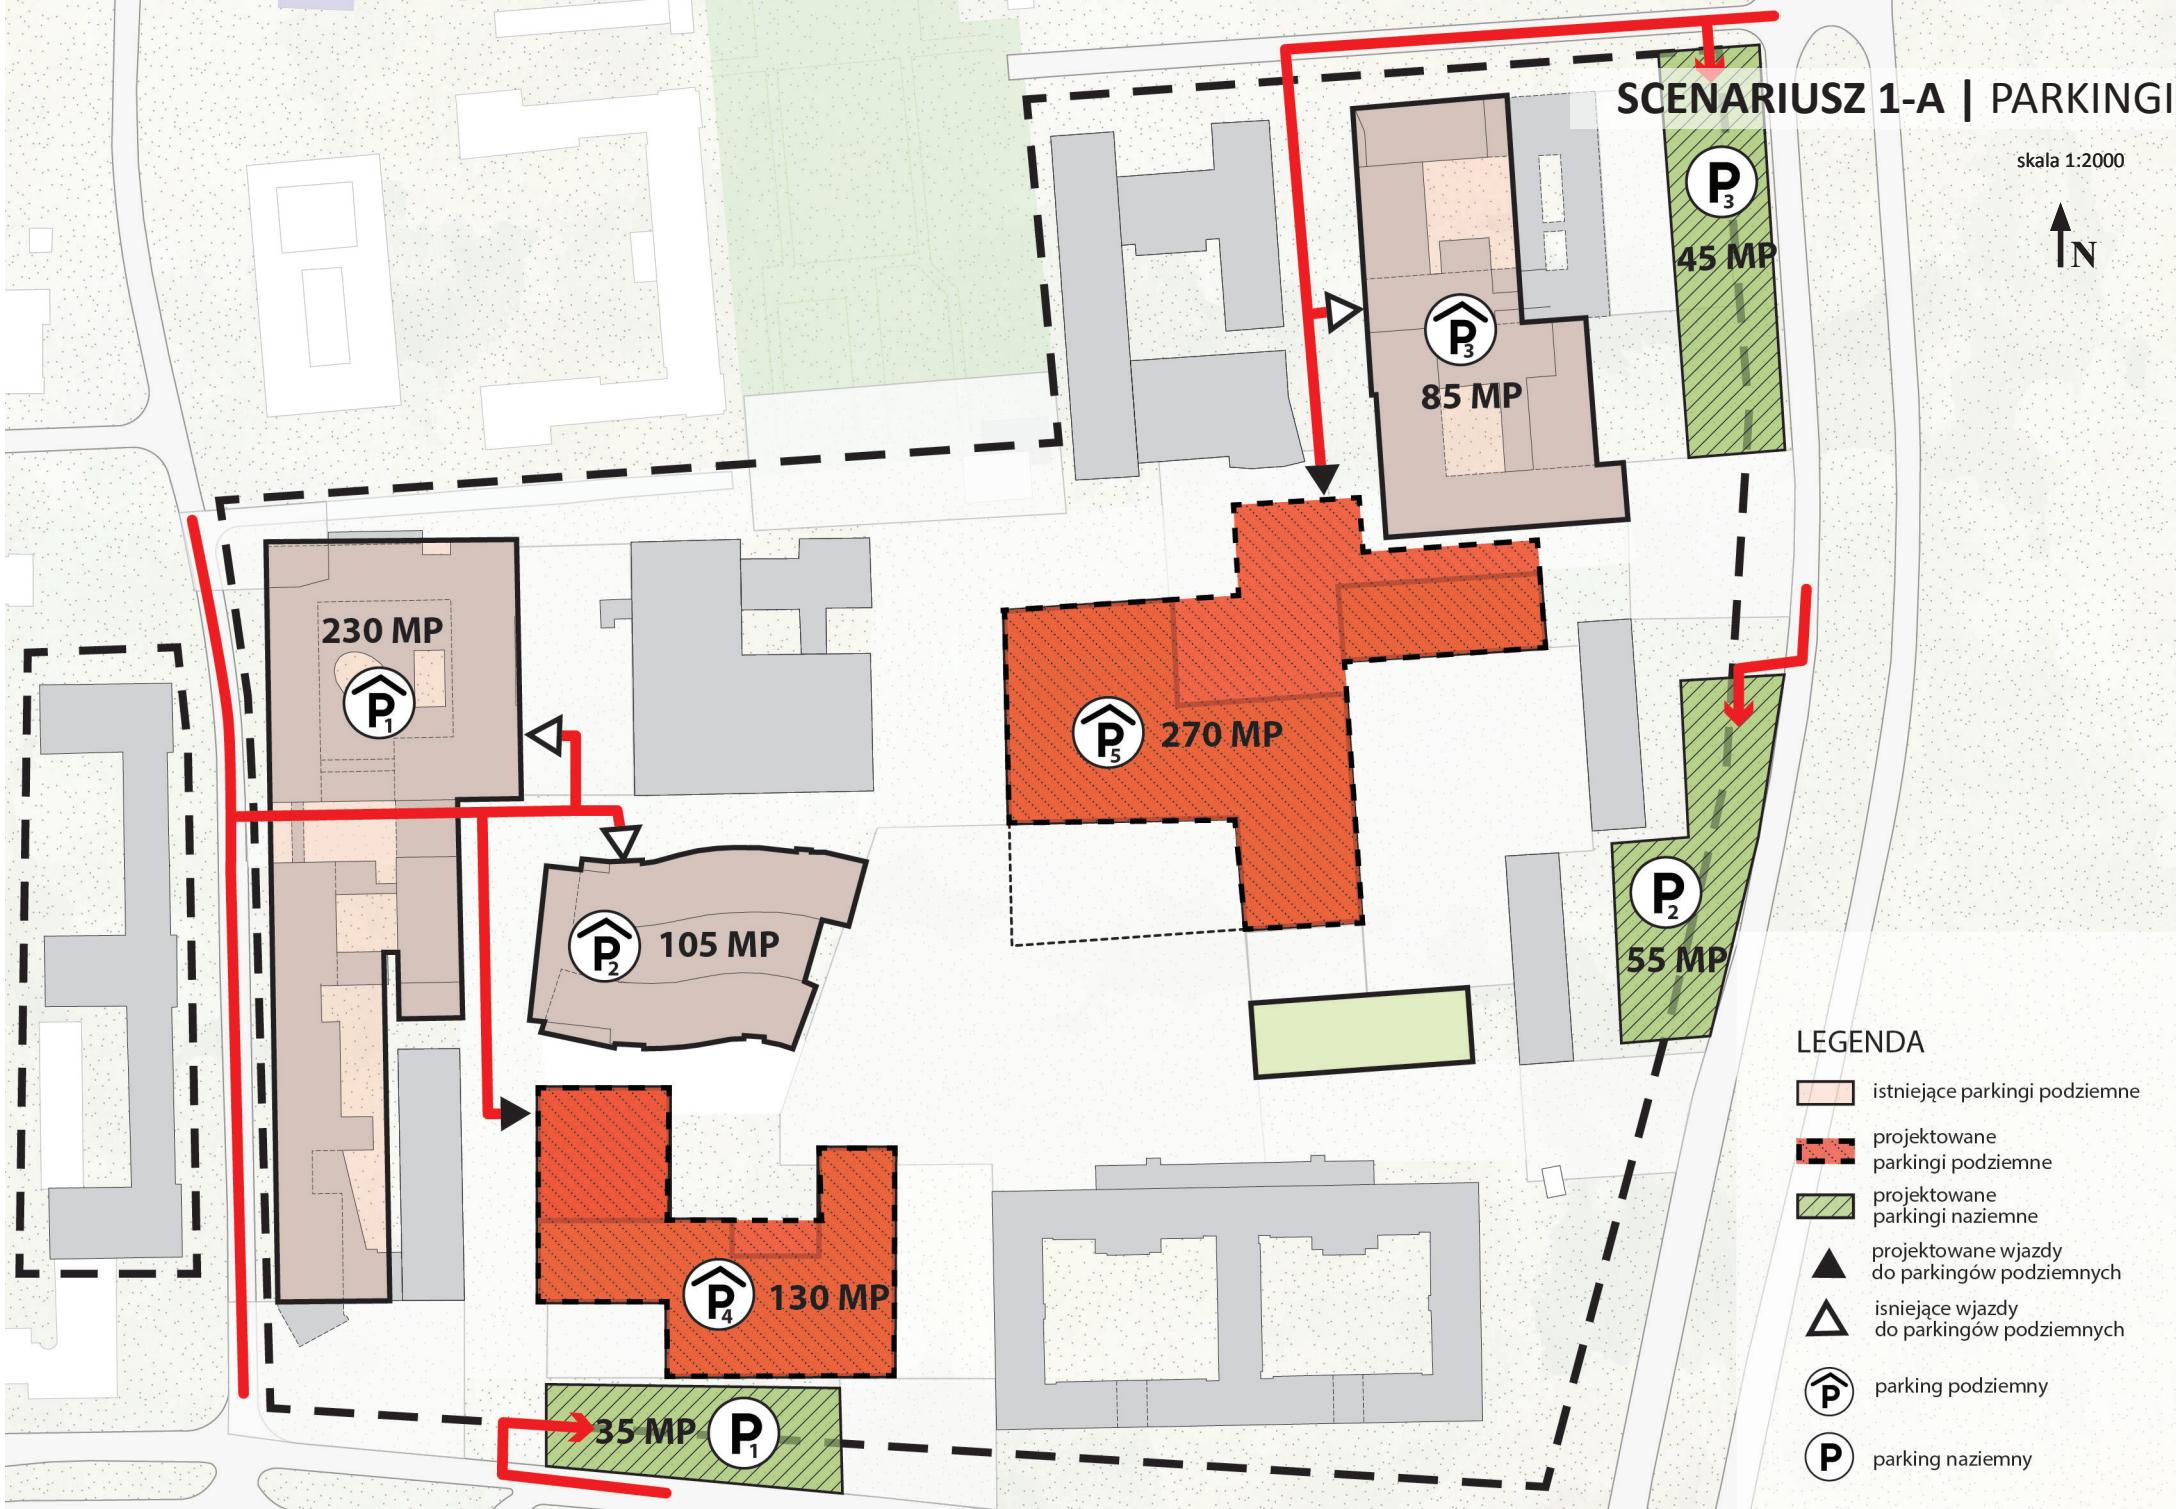 SCENARIUSZ 1-A | PARKINGI
skala 1:2000
N
P3
45 MP
P3
85 MP
230 MP
P1
P5 270 MP
P2 105 MP
P2
55 MP
P4 130 MP
35 MP P1
LEGENDA
istniejące parkingi podziemne
projektowane
parkingi podziemne
projektowane
parkingi naziemne
projektowane wjazdy
do parkingów podziemnych
isniejące wjazdy
do parkingów podziemnych
P parking podziemny
P parking naziemny